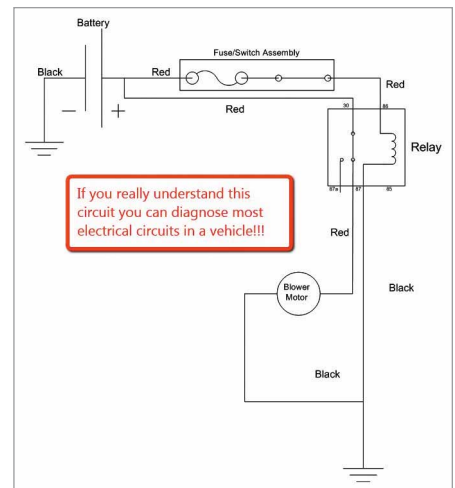 Battery
Fuse/Switch Assembly
Black
Red
Red
Red
30
86
Relay
If you really understand this
circuit you can diagnose most
electrical circuits in a vehicle!!!
87a
87
85
Red
Blower
Motor
Black
Black